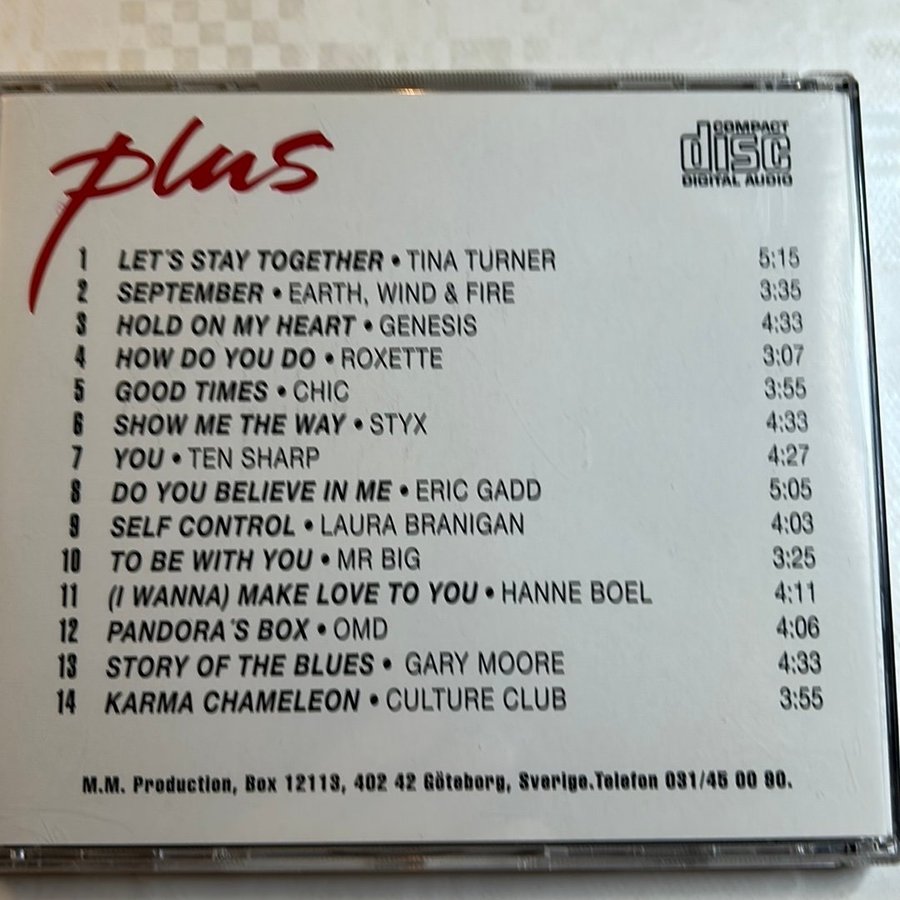 plus
COMPACT
disc
DIGITAL AUDIO
1 LET'S STAY TOGETHER • TINA TURNER 5:15
2 SEPTEMBER • EARTH, WIND & FIRE 3:35
3 HOLD ON MY HEART • GENESIS 4:33
4 HOW DO YOU DO • ROXETTE 3:07
5 GOOD TIMES • CHIC 3:55
6 SHOW ME THE WAY • STYX 4:33
7 YOU • TEN SHARP 4:27
8 DO YOU BELIEVE IN ME • ERIC GADD 5:05
9 SELF CONTROL • LAURA BRANIGAN 4:03
10 TO BE WITH YOU • MR BIG 3:25
11 (I WANNA) MAKE LOVE TO YOU • HANNE BOEL 4:11
12 PANDORA'S BOX • OMD 4:06
13 STORY OF THE BLUES • GARY MOORE 4:33
14 KARMA CHAMELEON • CULTURE CLUB 3:55
M.M. Production, Box 12113, 402 42 Göteborg, Sverige.Telefon 031/45 00 90.